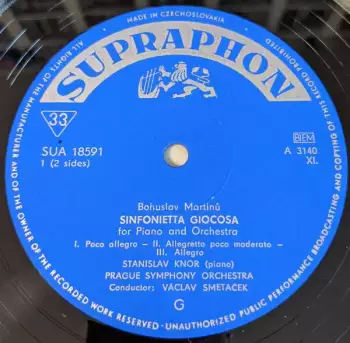 MADE IN CZECHOSLOVAKIA
ALL RIGHTS OF THE MANUFACTURER AND OF THE OWNER OF THE RECORDED WORK RESERVED · UNAUTHORIZED PUBLIC PERFORMANCE BROADCASTING AND COPYING OF THIS RECORD PROHIBITED
SUPRAPHON
33
SUA 18591
1 (2 sides)
BIEM
A 3140
XL.
Bohuslav Martinů
SINFONIETTA GIOCOSA
for Piano and Orchestra
I. Poco allegro – II. Allegretto poco moderato –
III. Allegro
STANISLAV KNOR (piano)
PRAGUE SYMPHONY ORCHESTRA
Conductor: VÁCLAV SMETÁČEK
G